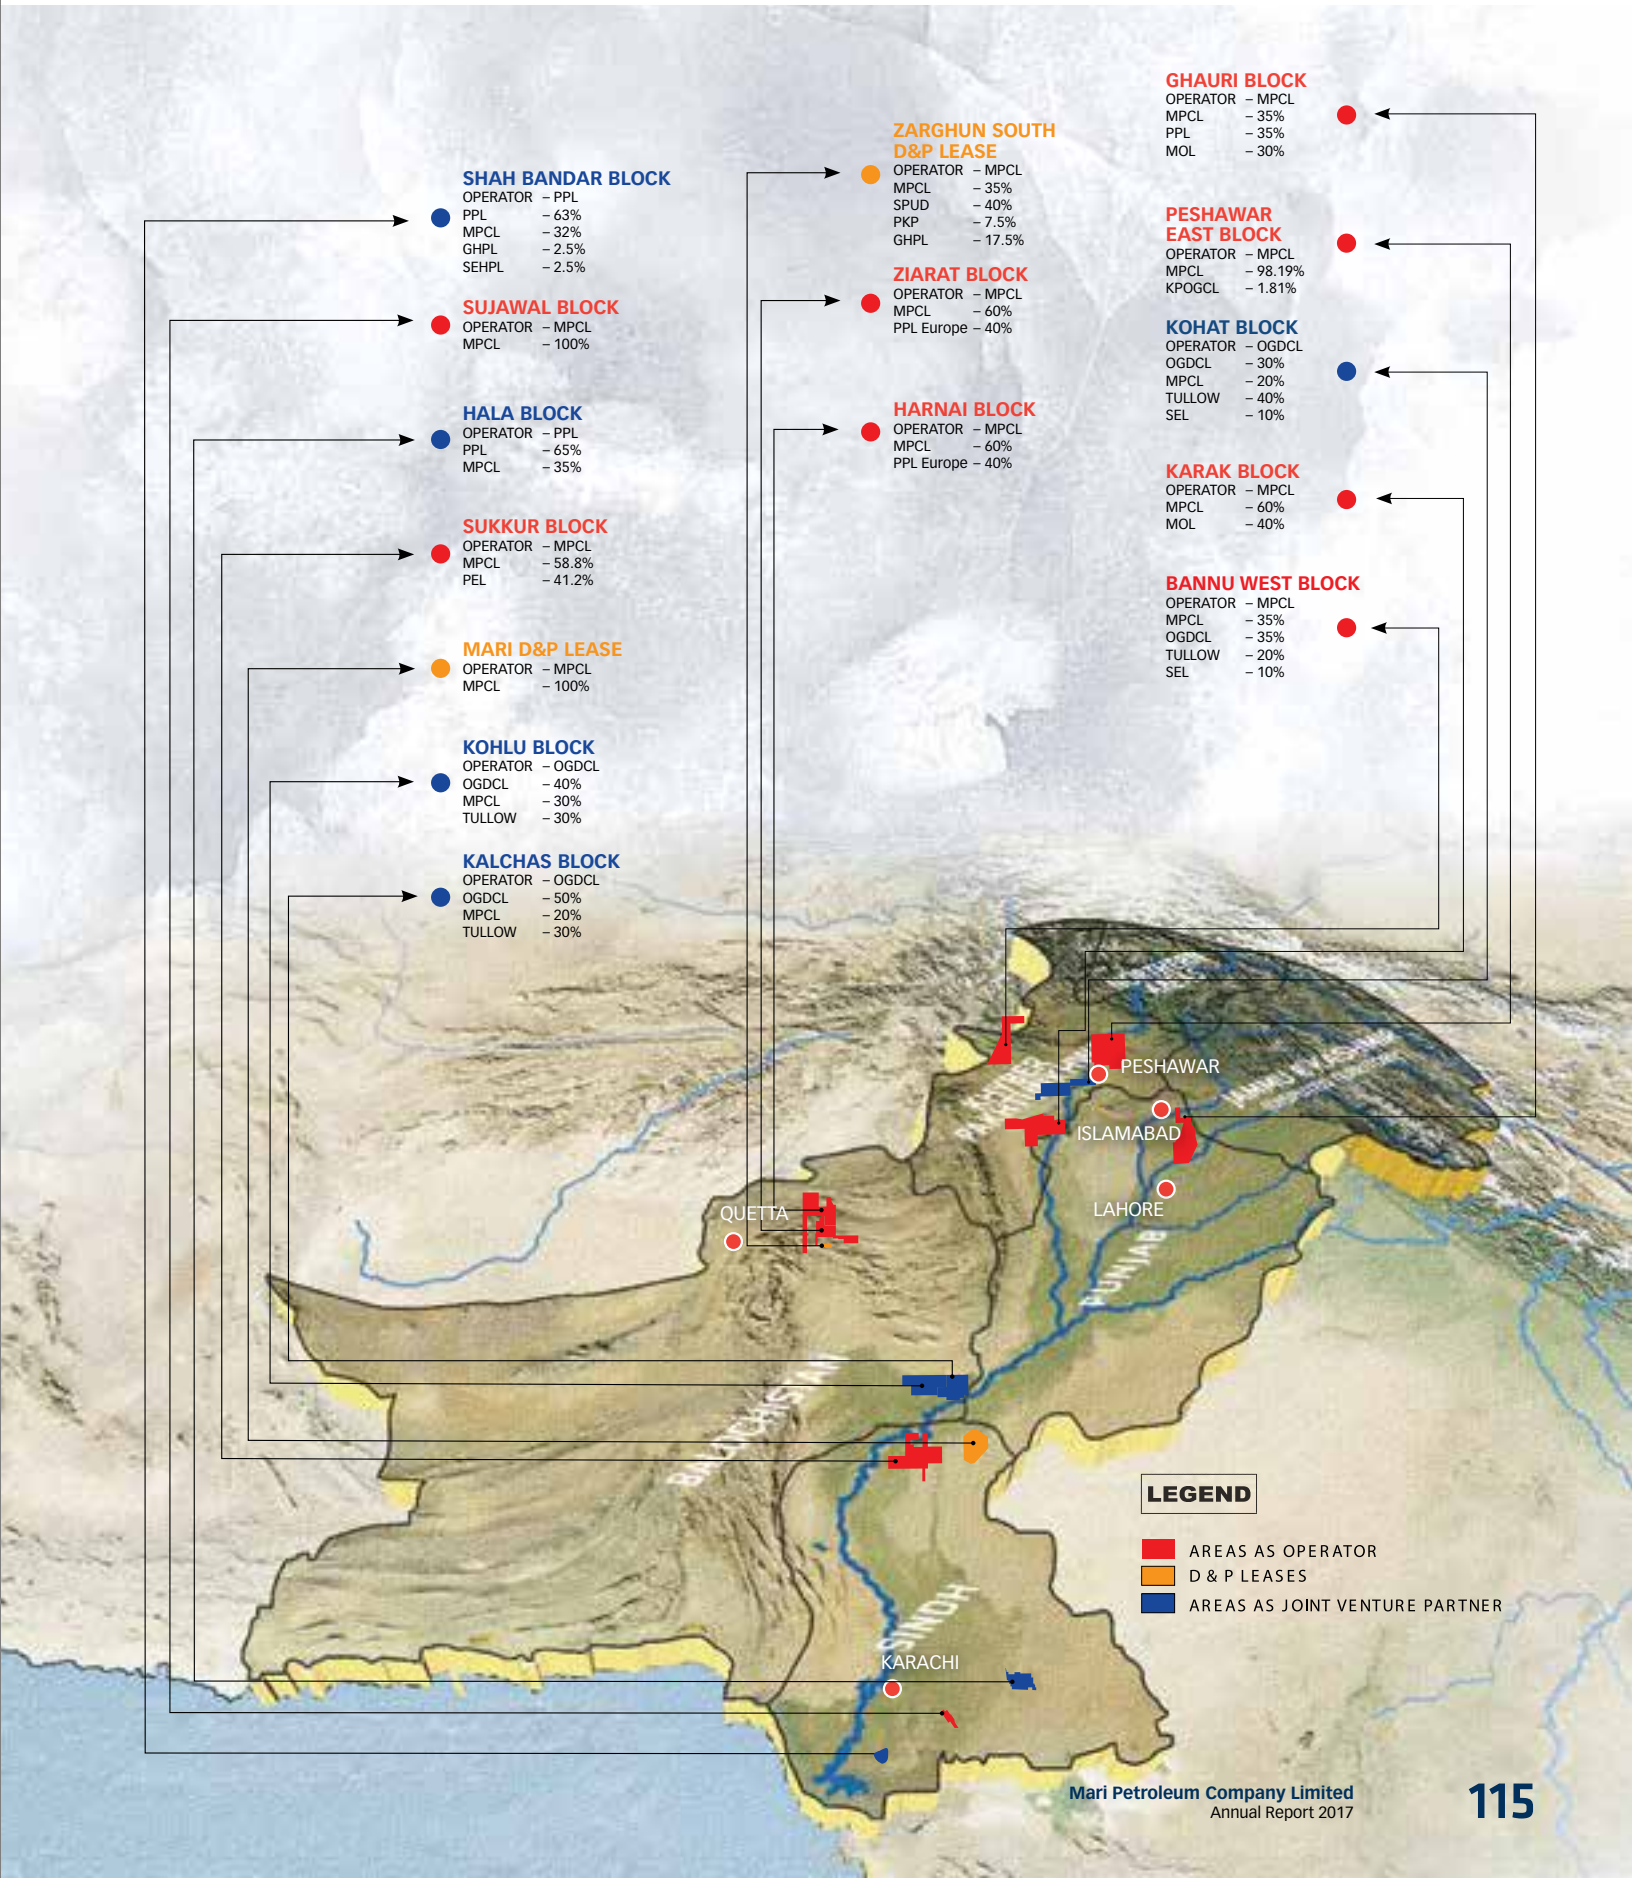 SHAH BANDAR BLOCK
OPERATOR – PPL
PPL – 63%
MPCL – 32%
GHPL – 2.5%
SEHPL – 2.5%
SUJAWAL BLOCK
OPERATOR – MPCL
MPCL – 100%
HALA BLOCK
OPERATOR – PPL
PPL – 65%
MPCL – 35%
SUKKUR BLOCK
OPERATOR – MPCL
MPCL – 58.8%
PEL – 41.2%
MARI D&P LEASE
OPERATOR – MPCL
MPCL – 100%
KOHLU BLOCK
OPERATOR – OGDCL
OGDCL – 40%
MPCL – 30%
TULLOW – 30%
KALCHAS BLOCK
OPERATOR – OGDCL
OGDCL – 50%
MPCL – 20%
TULLOW – 30%
ZARGHUN SOUTH
D&P LEASE
OPERATOR – MPCL
MPCL – 35%
SPUD – 40%
PKP – 7.5%
GHPL – 17.5%
ZIARAT BLOCK
OPERATOR – MPCL
MPCL – 60%
PPL Europe – 40%
HARNAI BLOCK
OPERATOR – MPCL
MPCL – 60%
PPL Europe – 40%
GHAURI BLOCK
OPERATOR – MPCL
MPCL – 35%
PPL – 35%
MOL – 30%
PESHAWAR
EAST BLOCK
OPERATOR – MPCL
MPCL – 98.19%
KPOGCL – 1.81%
KOHAT BLOCK
OPERATOR – OGDCL
OGDCL – 30%
MPCL – 20%
TULLOW – 40%
SEL – 10%
KARAK BLOCK
OPERATOR – MPCL
MPCL – 60%
MOL – 40%
BANNU WEST BLOCK
OPERATOR – MPCL
MPCL – 35%
OGDCL – 35%
TULLOW – 20%
SEL – 10%
PESHAWAR
ISLAMABAD
LAHORE
QUETTA
PUNJAB
BALOCHISTAN
SINDH
KARACHI
LEGEND
AREAS AS OPERATOR
D & P LEASES
AREAS AS JOINT VENTURE PARTNER
Mari Petroleum Company Limited
Annual Report 2017
115